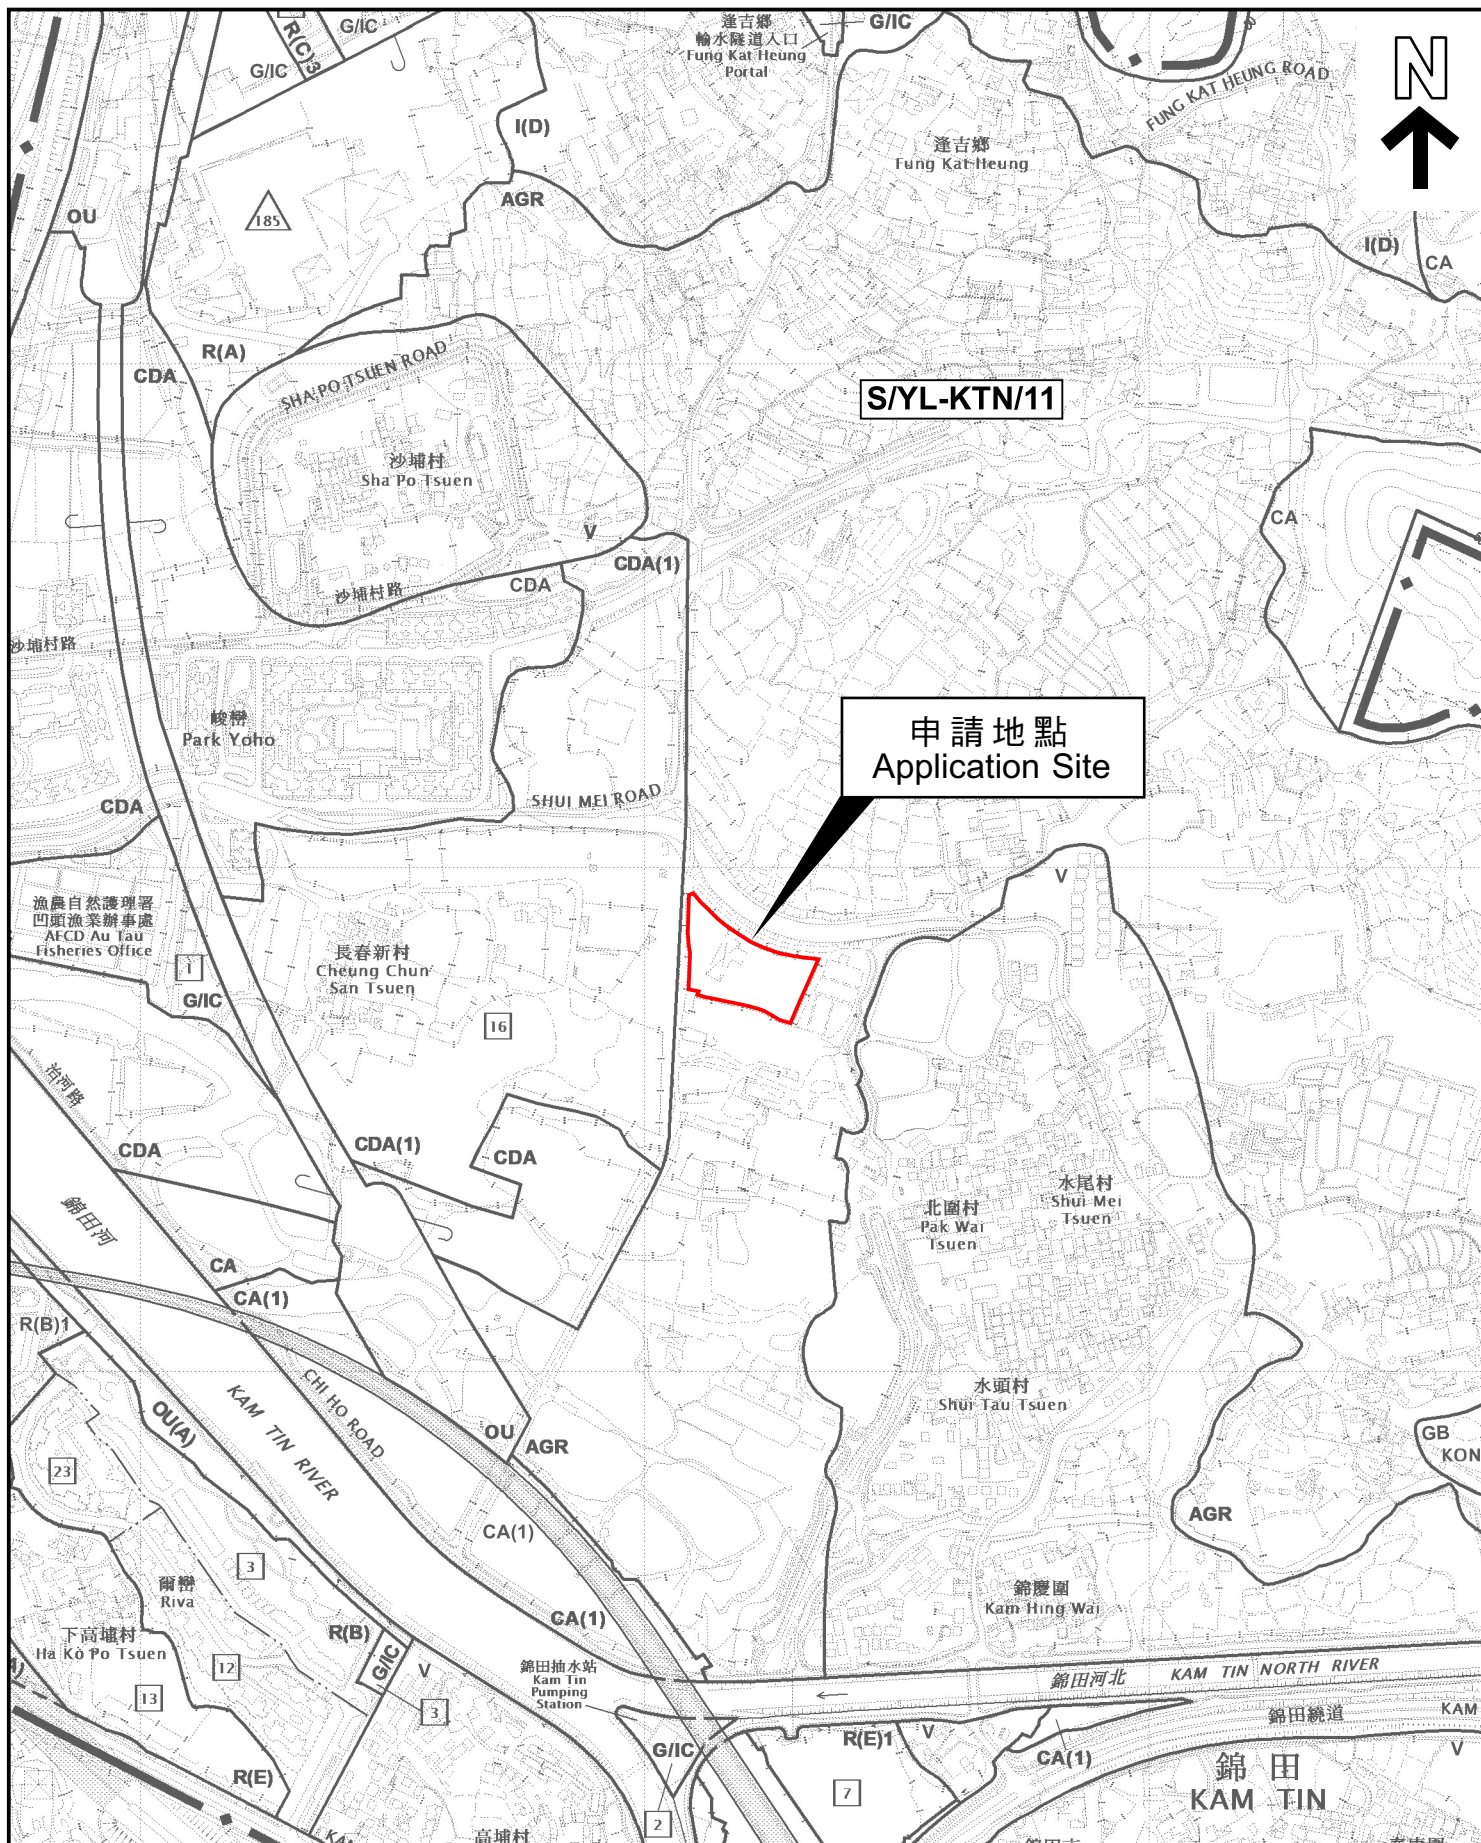 R(C)3
G/IC
G/IC
逢吉鄉
輸水隧道入口
Fung Kat Heung
Portal
G/IC
FUNG KAT HEUNG ROAD
N
I(D)
逢吉鄉
Fung Kat Heung
185
OU
AGR
I(D)
CA
R(A)
CDA
SHA PO TSUEN ROAD
S/YL-KTN/11
沙埔村
Sha Po Tsuen
V
CA
CDA(1)
CDA
沙埔村路
沙埔村路
峻巒
Park Yoho
申請地點
Application Site
SHUI MEI ROAD
CDA
V
漁農自然護理署
凹頭漁業辦事處
AFCD Au Tau
Fisheries Office
長春新村
Cheung Chun
San Tsuen
1
G/IC
16
治河路
CDA
CDA(1)
CDA
水尾村
Shui Mei
Tsuen
北圍村
Pak Wai
Tsuen
錦田河
CA
CA(1)
R(B)1
CHI HO ROAD
KAM TIN RIVER
OU(A)
水頭村
Shui Tau Tsuen
OU
AGR
GB
KON
23
AGR
CA(1)
3
爾巒
Riva
錦慶圍
Kam Hing Wai
CA(1)
下高埔村
Ha Ko Po Tsuen
R(B)
G/IC
V
12
13
3
錦田抽水站
Kam Tin
Pumping
Station
錦田河北
KAM TIN NORTH RIVER
錦田繞道
KAM
R(E)1
V
G/IC
CA(1)
V
R(E)
7
錦田
KAM TIN
2
高埔村
KAM